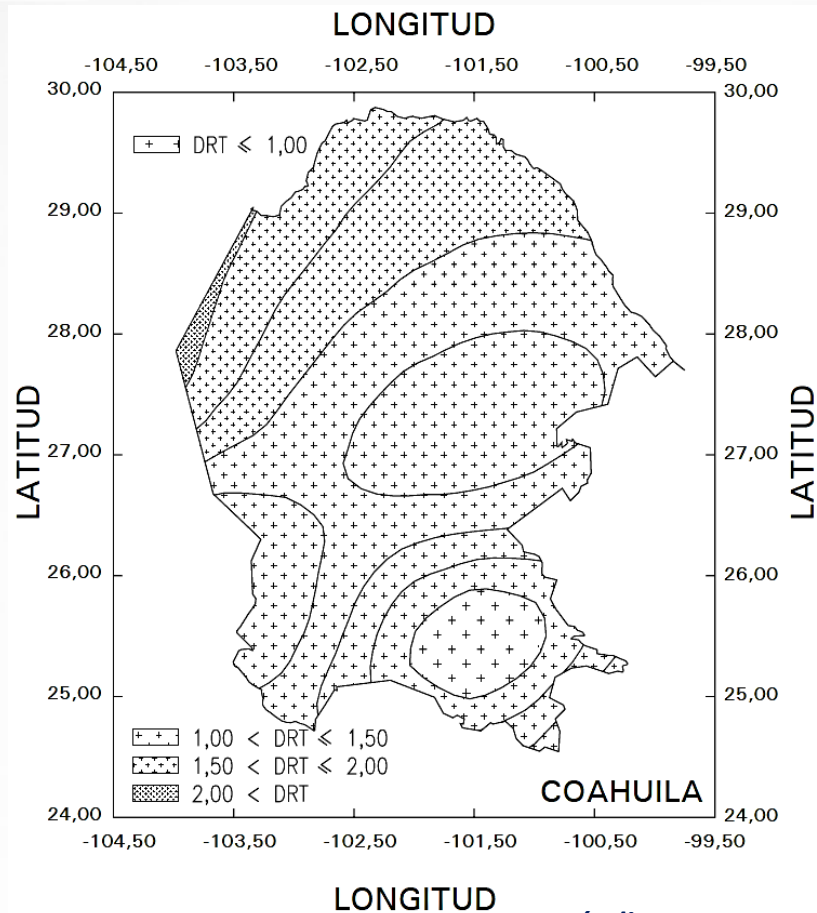 LONGITUD
-104,50 -103,50 -102,50 -101,50 -100,50 -99,50
30,00 30,00
DRT ⩽ 1,00
29,00 29,00
28,00 28,00
LATITUD LATITUD
27,00 27,00
26,00 26,00
25,00 25,00
1,00 < DRT ⩽ 1,50
1,50 < DRT ⩽ 2,00
2,00 < DRT
COAHUILA
24,00 24,00
-104,50 -103,50 -102,50 -101,50 -100,50 -99,50
LONGITUD